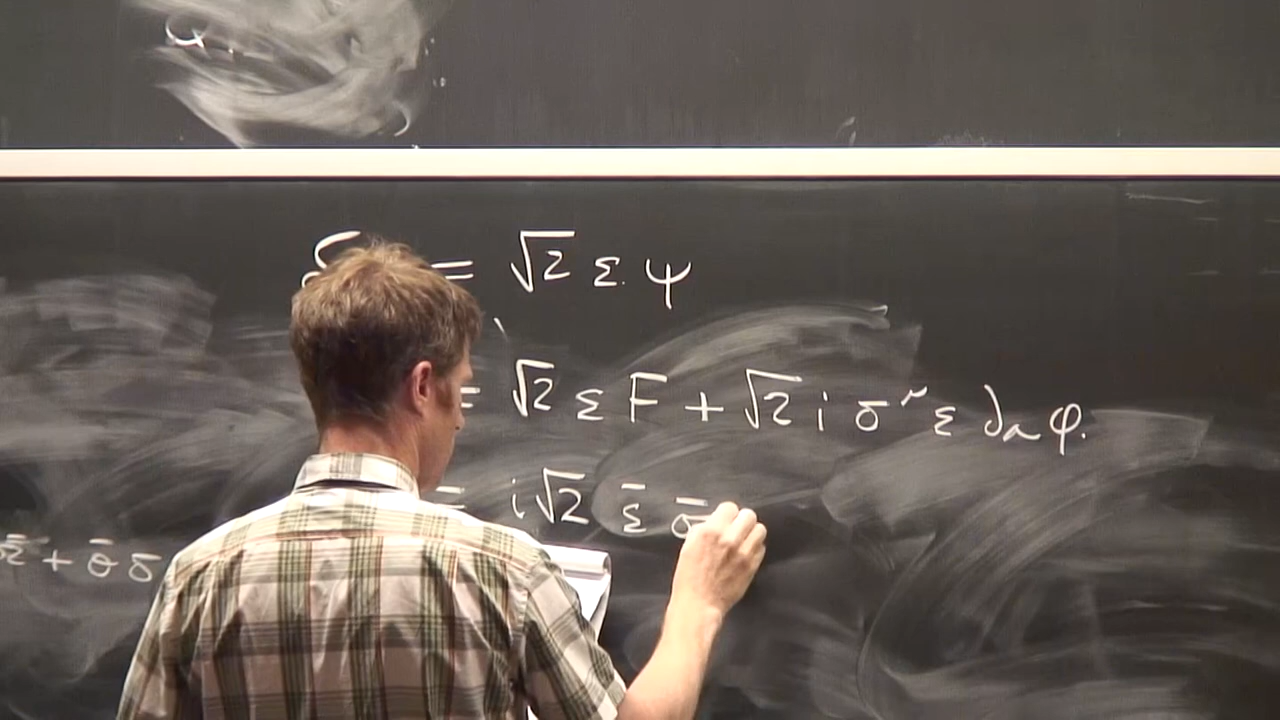 δ = √2 ε ψ
= √2 ε F + √2 i σ^μ ε ∂_μ φ.
= i √2 ε̄ σ̄
+ θ̄ σ̄